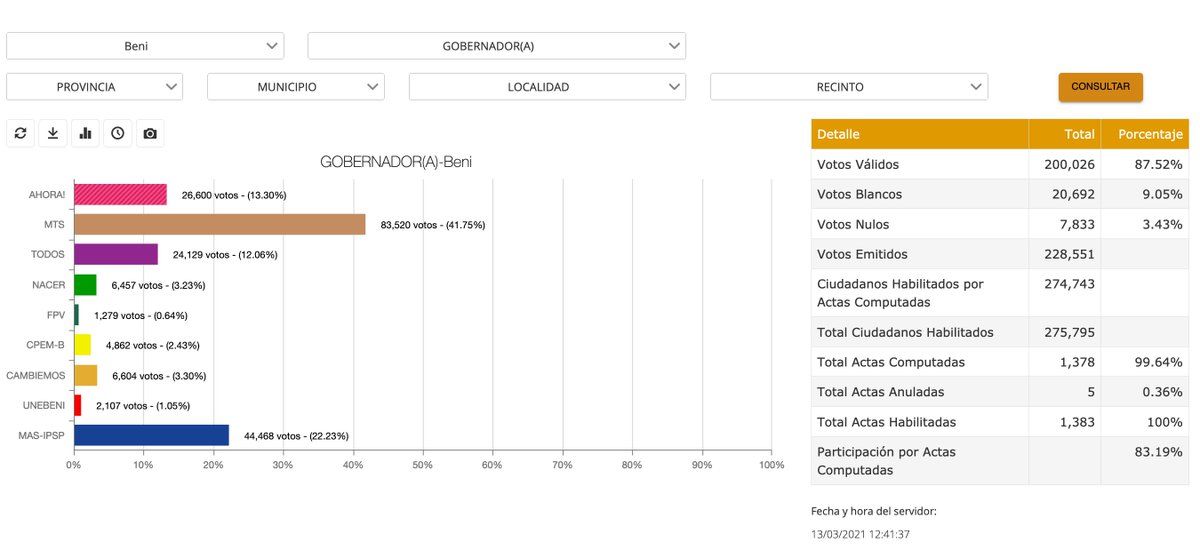 Beni
GOBERNADOR(A)
PROVINCIA
MUNICIPIO
LOCALIDAD
RECINTO
CONSULTAR
GOBERNADOR(A)-Beni
AHORA! 26,600 votos - (13.30%)
MTS 83,520 votos - (41.75%)
TODOS 24,129 votos - (12.06%)
NACER 6,457 votos - (3.23%)
FPV 1,279 votos - (0.64%)
CPEM-B 4,862 votos - (2.43%)
CAMBIEMOS 6,604 votos - (3.30%)
UNEBENI 2,107 votos - (1.05%)
MAS-IPSP 44,468 votos - (22.23%)
0% 10% 20% 30% 40% 50% 60% 70% 80% 90% 100%
Detalle Total Porcentaje
Votos Válidos 200,026 87.52%
Votos Blancos 20,692 9.05%
Votos Nulos 7,833 3.43%
Votos Emitidos 228,551
Ciudadanos Habilitados por 274,743
Actas Computadas
Total Ciudadanos Habilitados 275,795
Total Actas Computadas 1,378 99.64%
Total Actas Anuladas 5 0.36%
Total Actas Habilitadas 1,383 100%
Participación por Actas 83.19%
Computadas
Fecha y hora del servidor:
13/03/2021 12:41:37